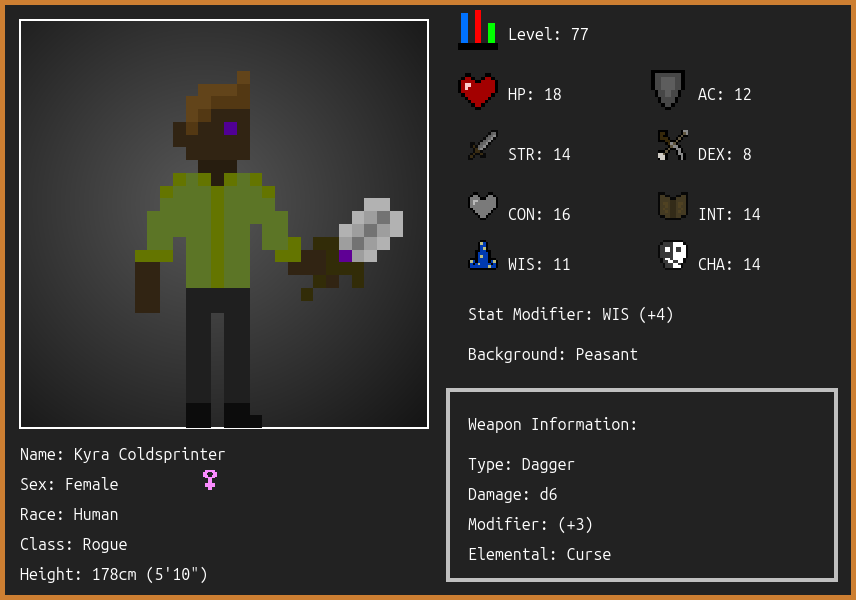 Level: 77
HP: 18
AC: 12
STR: 14
DEX: 8
CON: 16
INT: 14
WIS: 11
CHA: 14
Stat Modifier: WIS (+4)
Background: Peasant
Weapon Information:
Type: Dagger
Damage: d6
Modifier: (+3)
Elemental: Curse
Name: Kyra Coldsprinter
Sex: Female
Race: Human
Class: Rogue
Height: 178cm (5'10")